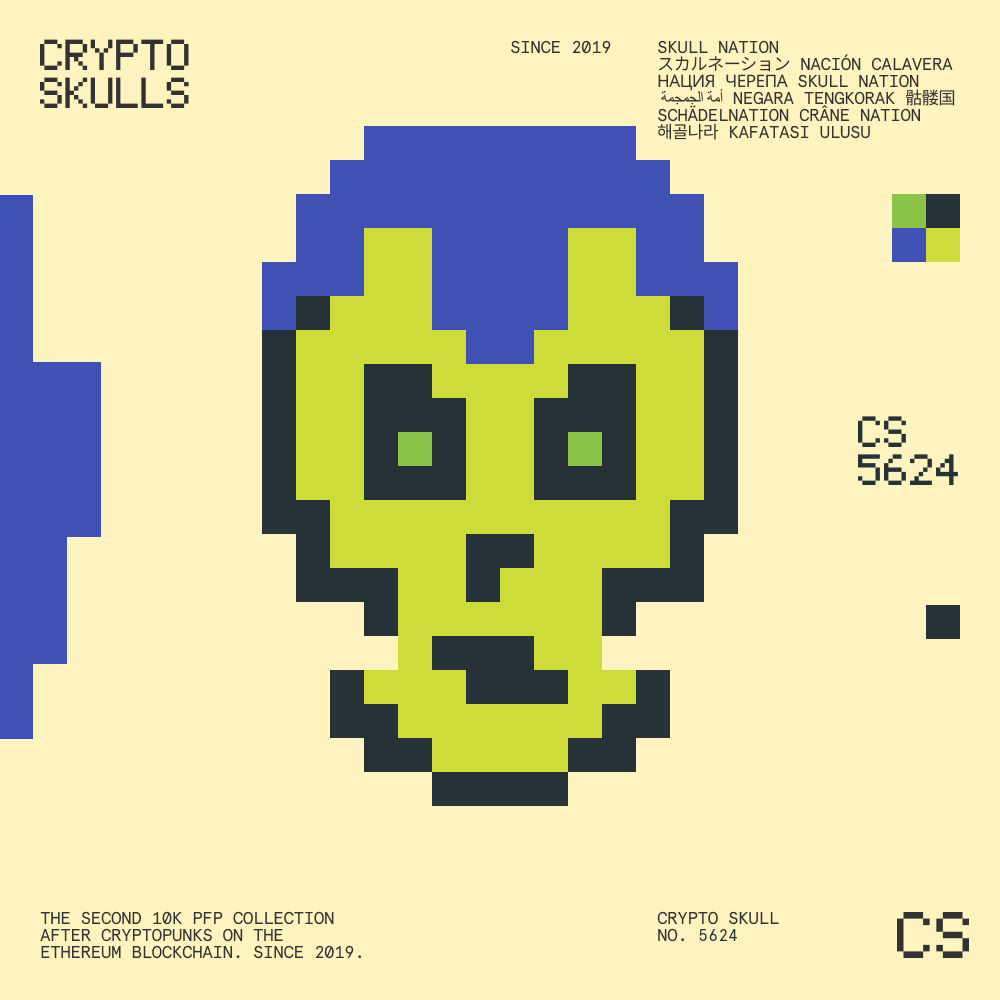 CRYPTO
SKULLS
SINCE 2019
SKULL NATION
スカルネーション NACIÓN CALAVERA
НАЦИЯ ЧЕРЕПА SKULL NATION
أمة الجمجمة NEGARA TENGKORAK 骷髅国
SCHÄDELNATION CRÂNE NATION
해골나라 KAFATASI ULUSU
CS
5624
THE SECOND 10K PFP COLLECTION
AFTER CRYPTOPUNKS ON THE
ETHEREUM BLOCKCHAIN. SINCE 2019.
CRYPTO SKULL
NO. 5624
CS